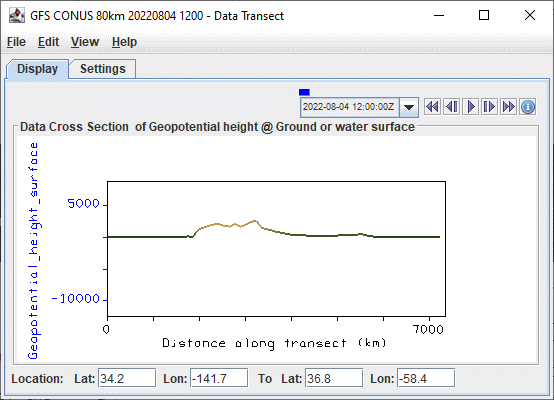 GFS CONUS 80km 20220804 1200 - Data Transect
File Edit View Help
Display Settings
2022-08-04 12:00:00Z
Data Cross Section of Geopotential height @ Ground or water surface
Geopotential_height_surface
5000
-10000
0 7000
Distance along transect (km)
Location: Lat: 34.2 Lon: -141.7 To Lat: 36.8 Lon: -58.4